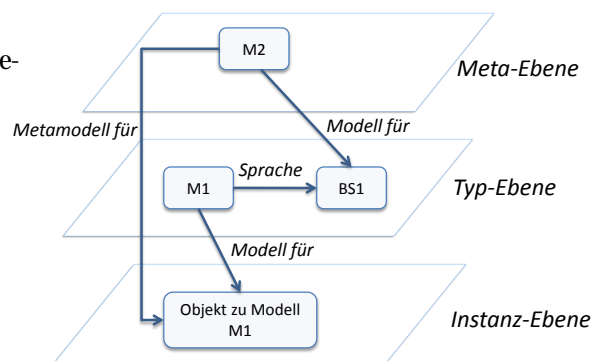 M2
e-
Meta-Ebene
Metamodell für
Modell für
Sprache
M1
BS1
Typ-Ebene
Modell für
Objekt zu Modell
M1
Instanz-Ebene